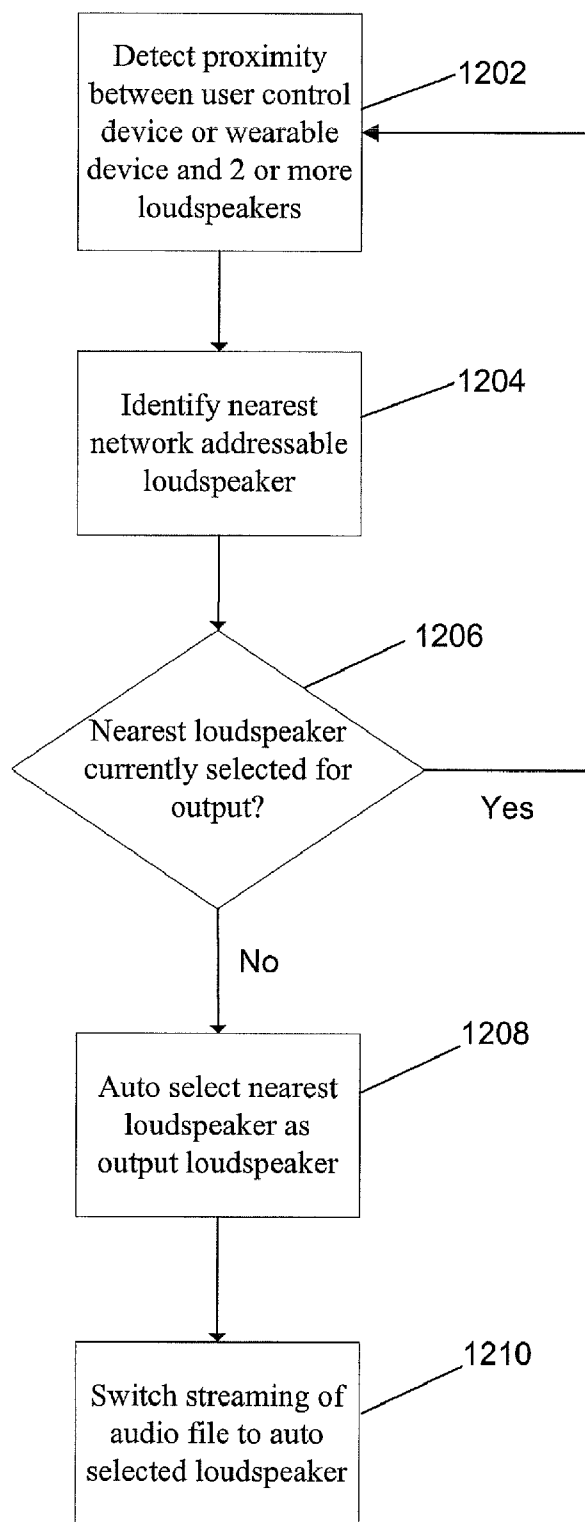 Detect proximity
between user control
device or wearable
device and 2 or more
loudspeakers
1202
Identify nearest
network addressable
loudspeaker
1204
Nearest loudspeaker
currently selected for
output?
1206
Yes
No
Auto select nearest
loudspeaker as
output loudspeaker
1208
Switch streaming of
audio file to auto
selected loudspeaker
1210